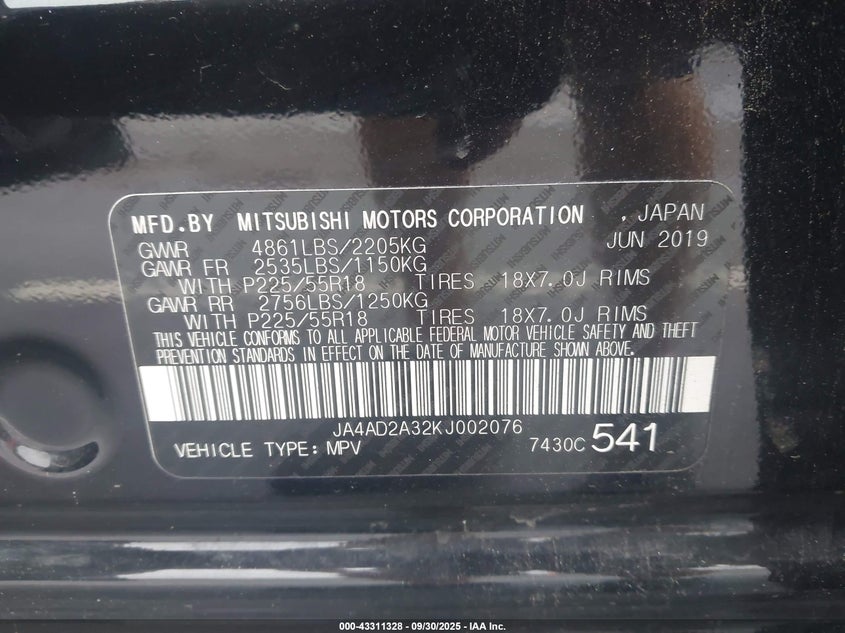 MFD.BY MITSUBISHI MOTORS CORPORATION , JAPAN
GVWR 4861LBS/2205KG JUN 2019
GAWR FR 2535LBS/1150KG
WITH P225/55R18 TIRES 18X7.0J RIMS
GAWR RR 2756LBS/1250KG
WITH P225/55R18 TIRES 18X7.0J RIMS
THIS VEHICLE CONFORMS TO ALL APPLICABLE FEDERAL MOTOR VEHICLE SAFETY AND THEFT
PREVENTION STANDARDS IN EFFECT ON THE DATE OF MANUFACTURE SHOWN ABOVE.
JA4AD2A32KJ002076
VEHICLE TYPE: MPV 7430C 541
000-43311328 - 09/30/2025 - IAA Inc.